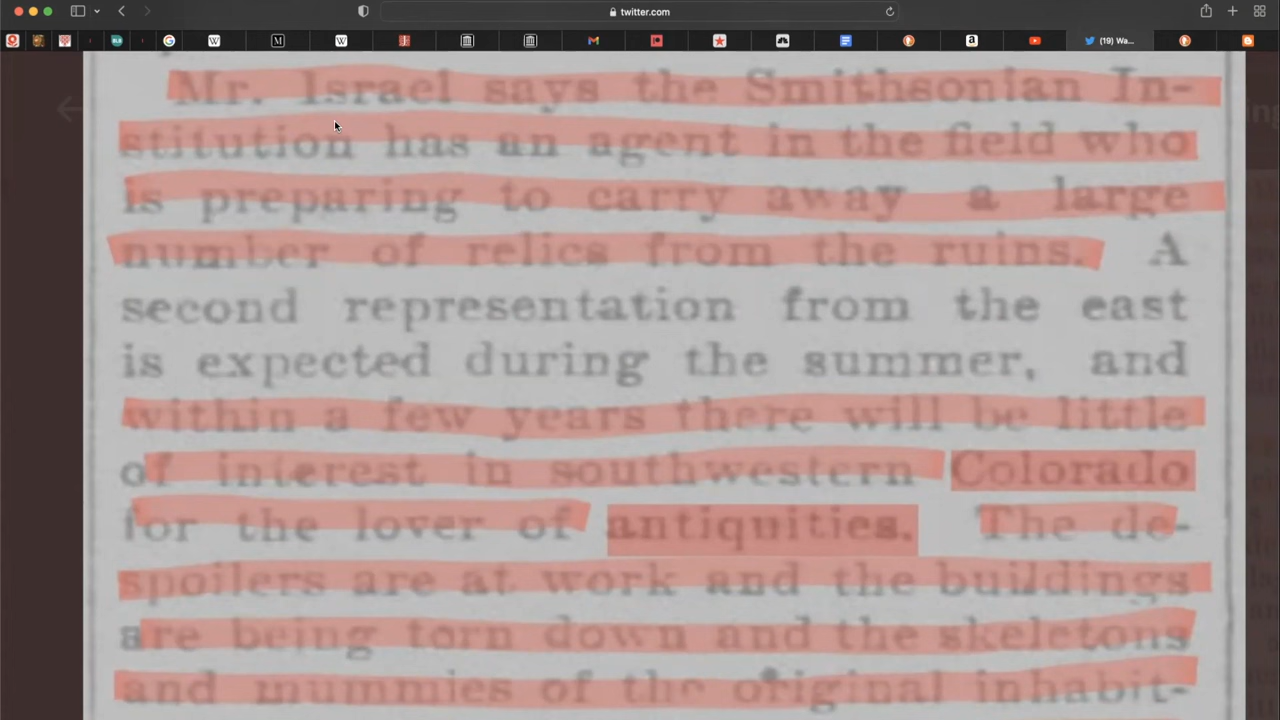 twitter.com
(19) Wa...
Mr. Israel says the Smithsonian In-
stitution has an agent in the field who
is preparing to carry away a large
number of relics from the ruins. A
second representation from the east
is expected during the summer, and
within a few years there will be little
of interest in southwestern Colorado
for the lover of antiquities. The de-
spoilers are at work and the buildings
are being torn down and the skeletons
and mummies of the original inhabit-